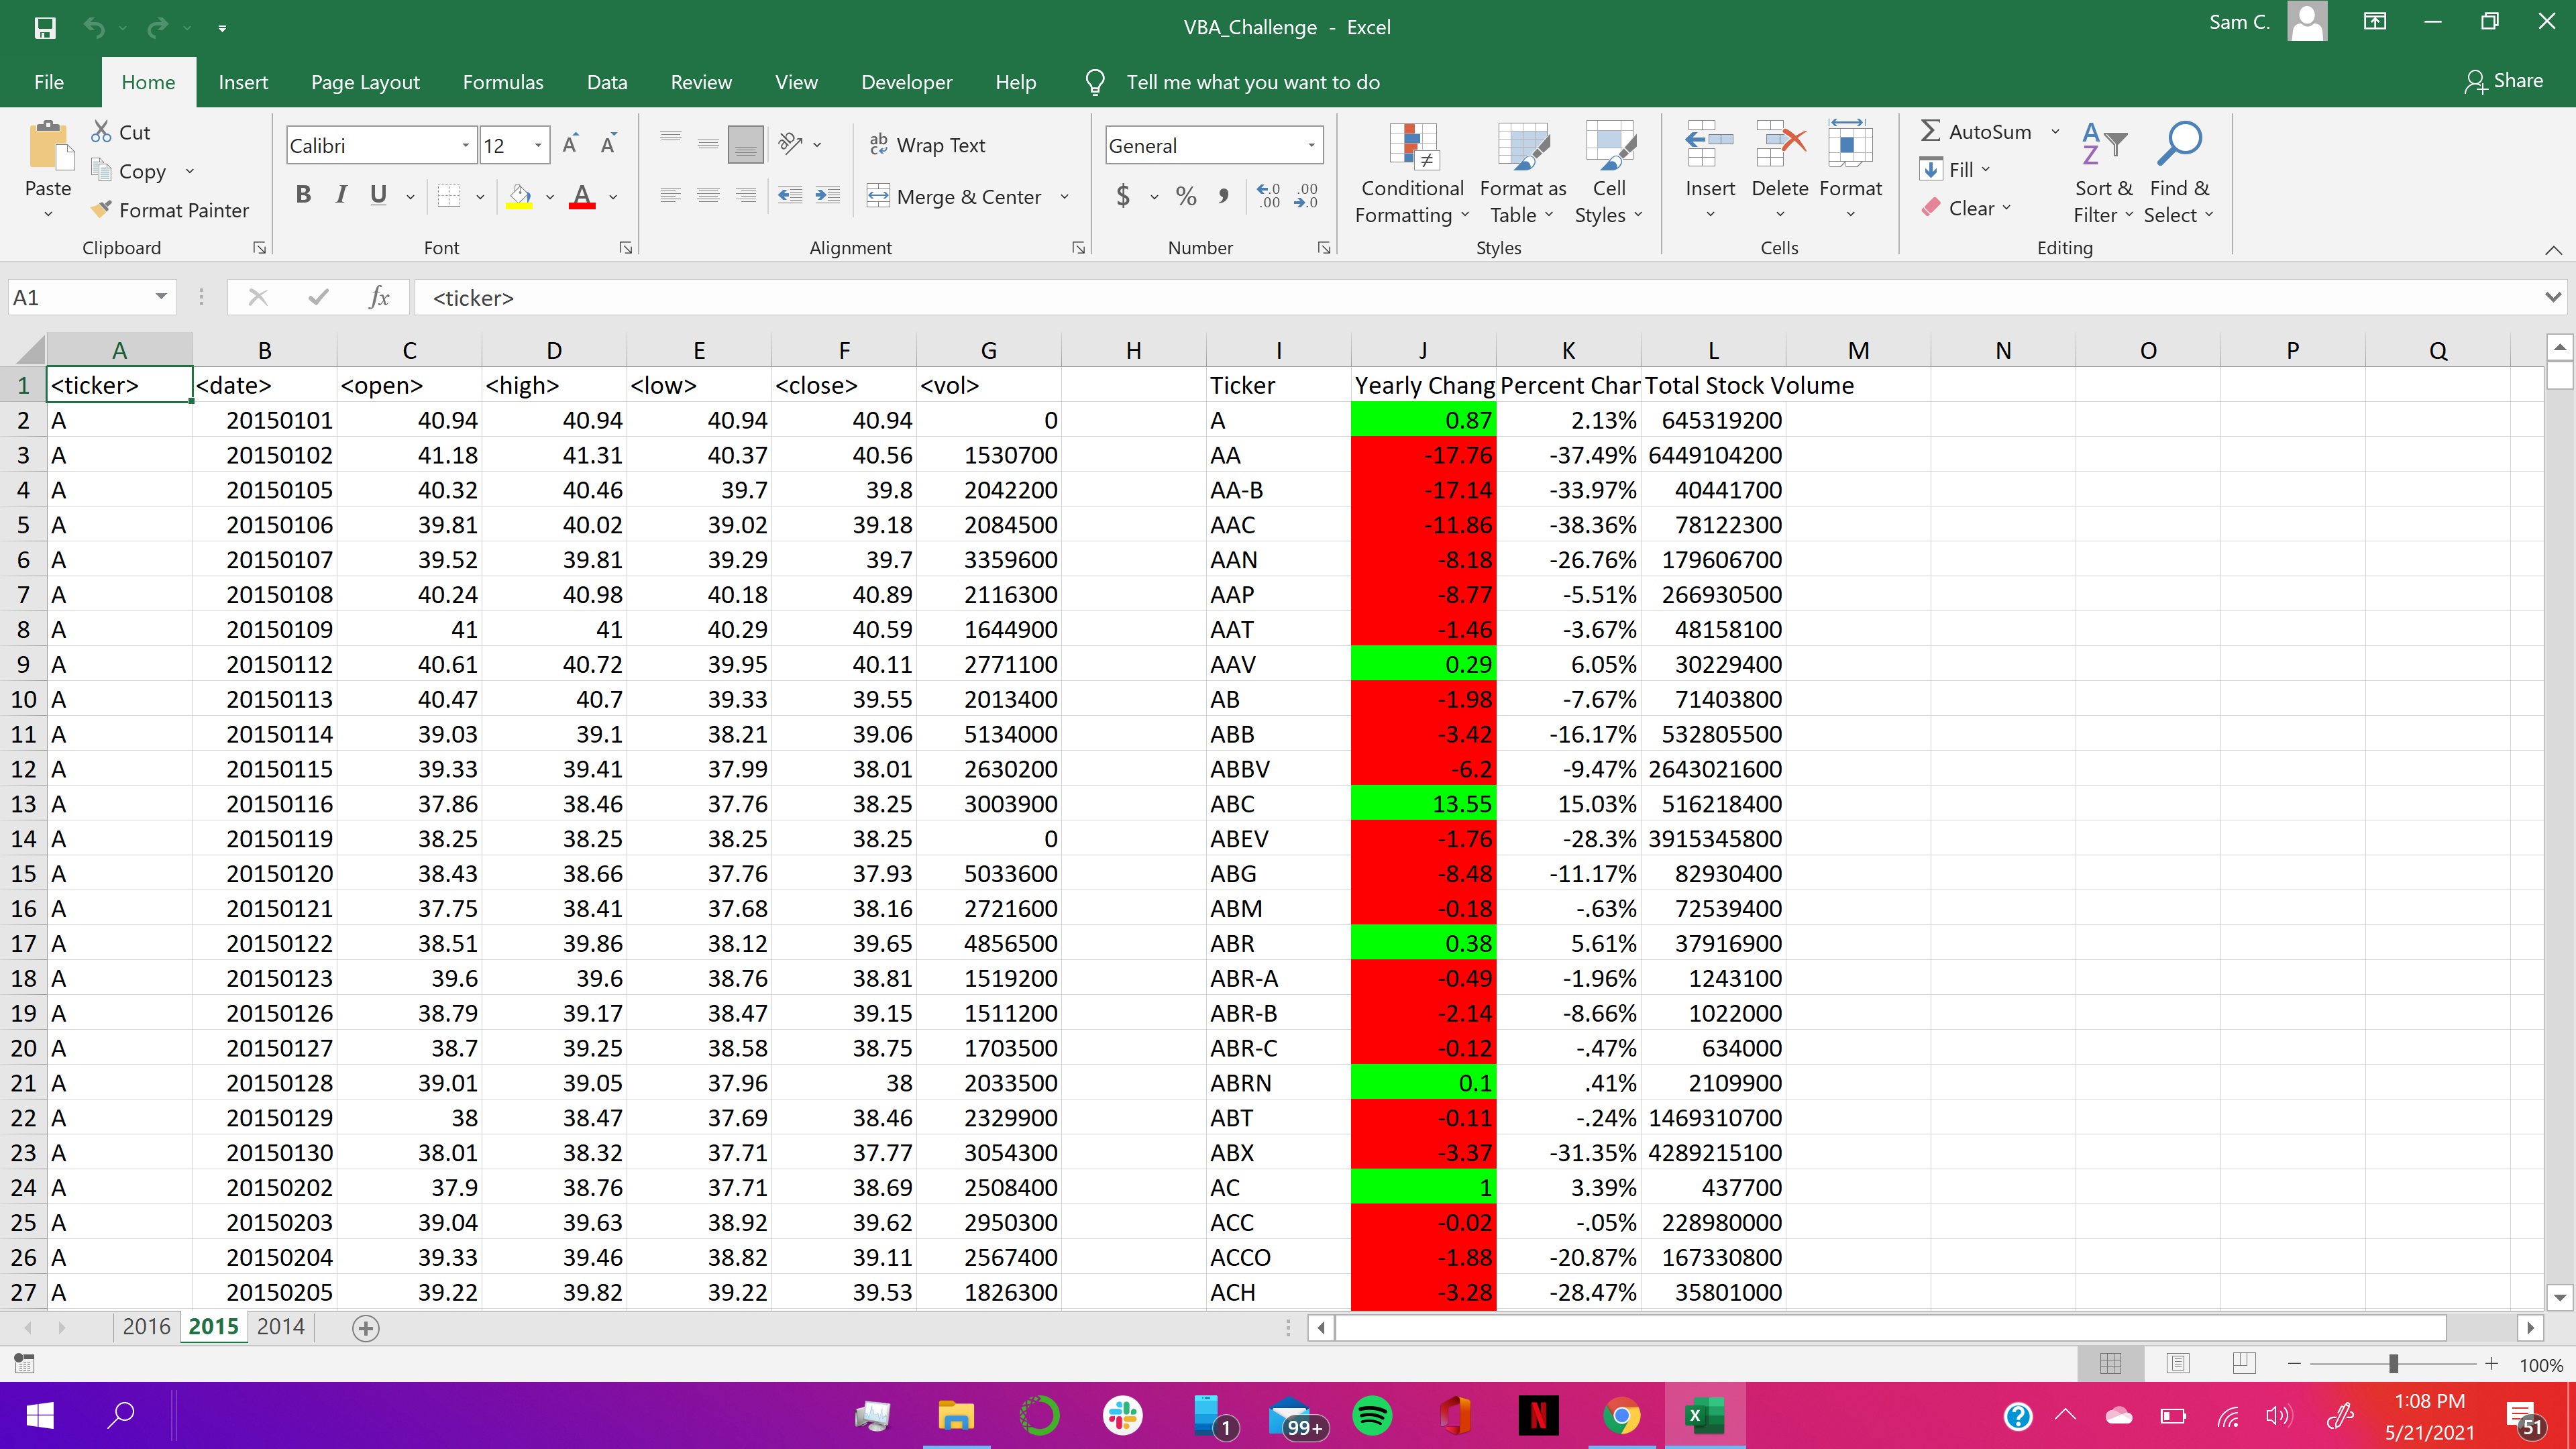 VBA_Challenge - Excel
Sam C.
File Home Insert Page Layout Formulas Data Review View Developer Help Tell me what you want to do Share
Paste
Cut
Copy
Format Painter
Clipboard
Calibri 12
B I U
Font
Wrap Text
Merge & Center
Alignment
General
$ % ,
Number
Conditional Formatting
Format as Table
Cell Styles
Styles
Insert Delete Format
Cells
AutoSum
Fill
Clear
Sort & Filter
Find & Select
Editing
A1 fx <ticker>
A B C D E F G H I J K L M N O P Q
1 <ticker> <date> <open> <high> <low> <close> <vol> Ticker Yearly Chang Percent Char Total Stock Volume
2 A 20150101 40.94 40.94 40.94 40.94 0 A 0.87 2.13% 645319200
3 A 20150102 41.18 41.31 40.37 40.56 1530700 AA -17.76 -37.49% 6449104200
4 A 20150105 40.32 40.46 39.7 39.8 2042200 AA-B -17.14 -33.97% 40441700
5 A 20150106 39.81 40.02 39.02 39.18 2084500 AAC -11.86 -38.36% 78122300
6 A 20150107 39.52 39.81 39.29 39.7 3359600 AAN -8.18 -26.76% 179606700
7 A 20150108 40.24 40.98 40.18 40.89 2116300 AAP -8.77 -5.51% 266930500
8 A 20150109 41 41 40.29 40.59 1644900 AAT -1.46 -3.67% 48158100
9 A 20150112 40.61 40.72 39.95 40.11 2771100 AAV 0.29 6.05% 30229400
10 A 20150113 40.47 40.7 39.33 39.55 2013400 AB -1.98 -7.67% 71403800
11 A 20150114 39.03 39.1 38.21 39.06 5134000 ABB -3.42 -16.17% 532805500
12 A 20150115 39.33 39.41 37.99 38.01 2630200 ABBV -6.2 -9.47% 2643021600
13 A 20150116 37.86 38.46 37.76 38.25 3003900 ABC 13.55 15.03% 516218400
14 A 20150119 38.25 38.25 38.25 38.25 0 ABEV -1.76 -28.3% 3915345800
15 A 20150120 38.43 38.66 37.76 37.93 5033600 ABG -8.48 -11.17% 82930400
16 A 20150121 37.75 38.41 37.68 38.16 2721600 ABM -0.18 -.63% 72539400
17 A 20150122 38.51 39.86 38.12 39.65 4856500 ABR 0.38 5.61% 37916900
18 A 20150123 39.6 39.6 38.76 38.81 1519200 ABR-A -0.49 -1.96% 1243100
19 A 20150126 38.79 39.17 38.47 39.15 1511200 ABR-B -2.14 -8.66% 1022000
20 A 20150127 38.7 39.25 38.58 38.75 1703500 ABR-C -0.12 -.47% 634000
21 A 20150128 39.01 39.05 37.96 38 2033500 ABRN 0.1 .41% 2109900
22 A 20150129 38 38.47 37.69 38.46 2329900 ABT -0.11 -.24% 1469310700
23 A 20150130 38.01 38.32 37.71 37.77 3054300 ABX -3.37 -31.35% 4289215100
24 A 20150202 37.9 38.76 37.71 38.69 2508400 AC 1 3.39% 437700
25 A 20150203 39.04 39.63 38.92 39.62 2950300 ACC -0.02 -.05% 228980000
26 A 20150204 39.33 39.46 38.82 39.11 2567400 ACCO -1.88 -20.87% 167330800
27 A 20150205 39.22 39.82 39.22 39.53 1826300 ACH -3.28 -28.47% 35801000
2016 2015 2014
100%
1 99+ N X
1:08 PM
5/21/2021
51